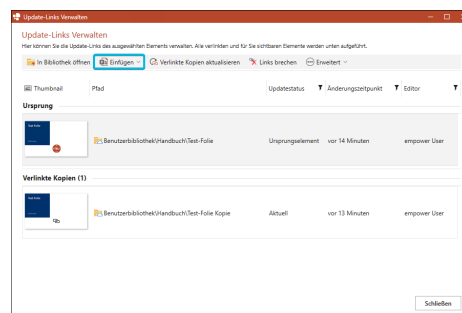 Update-Links Verwalten
Update-Links Verwalten
Hier können Sie die Update-Links des ausgewählten Elements verwalten. Alle verlinkten und für Sie sichtbaren Elemente werden unten aufgeführt.
In Bibliothek öffnen Einfügen Verlinkte Kopien aktualisieren Links brechen Erweitert
Thumbnail Pfad Updatestatus Änderungszeitpunkt Editor
Ursprung
Test-Folie
Benutzerbibliothek\Handbuch\Test-Folie Ursprungselement vor 14 Minuten empower User
Verlinkte Kopien (1)
Test-Folie
Benutzerbibliothek\Handbuch\Test-Folie Kopie Aktuell vor 13 Minuten empower User
Schließen